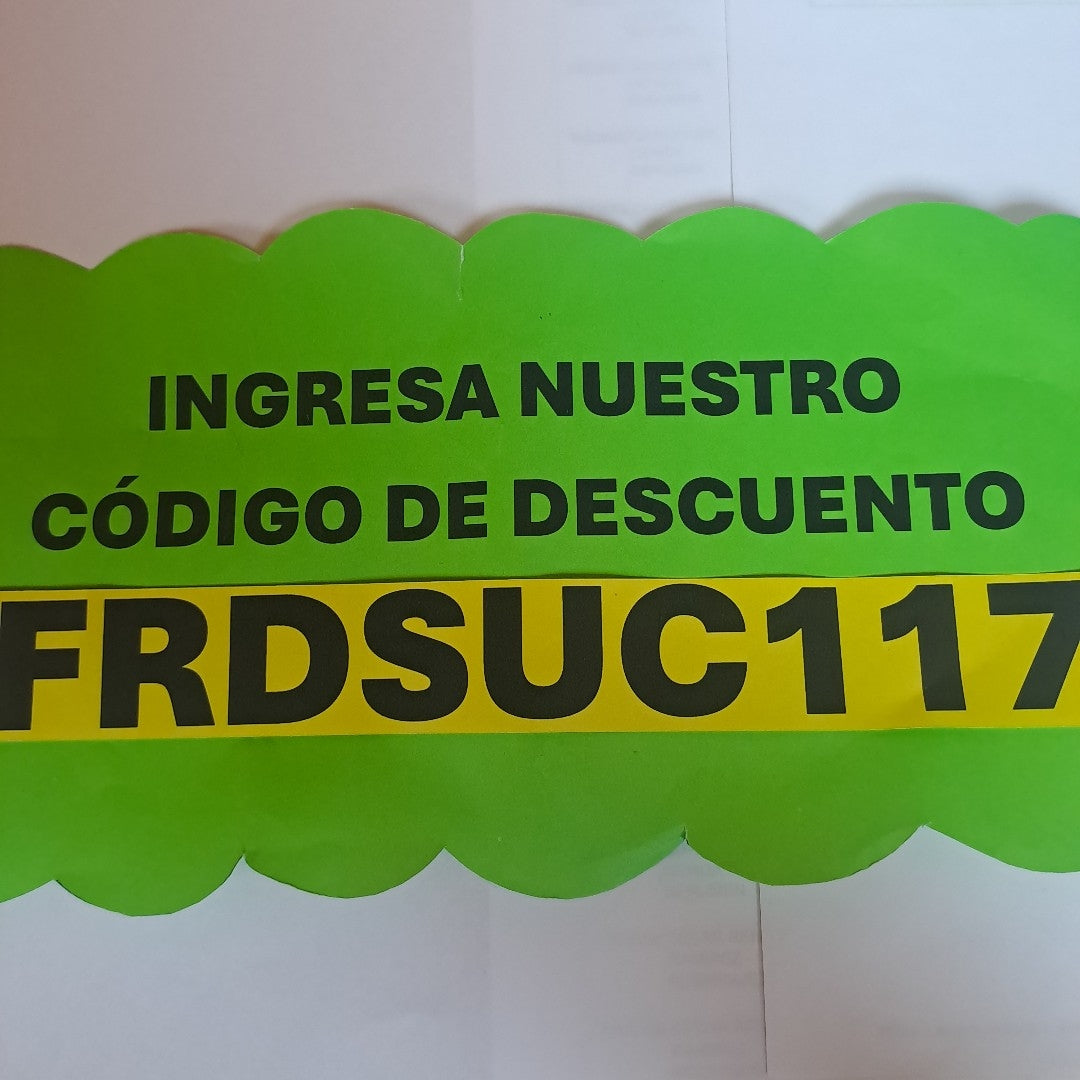 INGRESA NUESTRO
CÓDIGO DE DESCUENTO
FRDSUC117